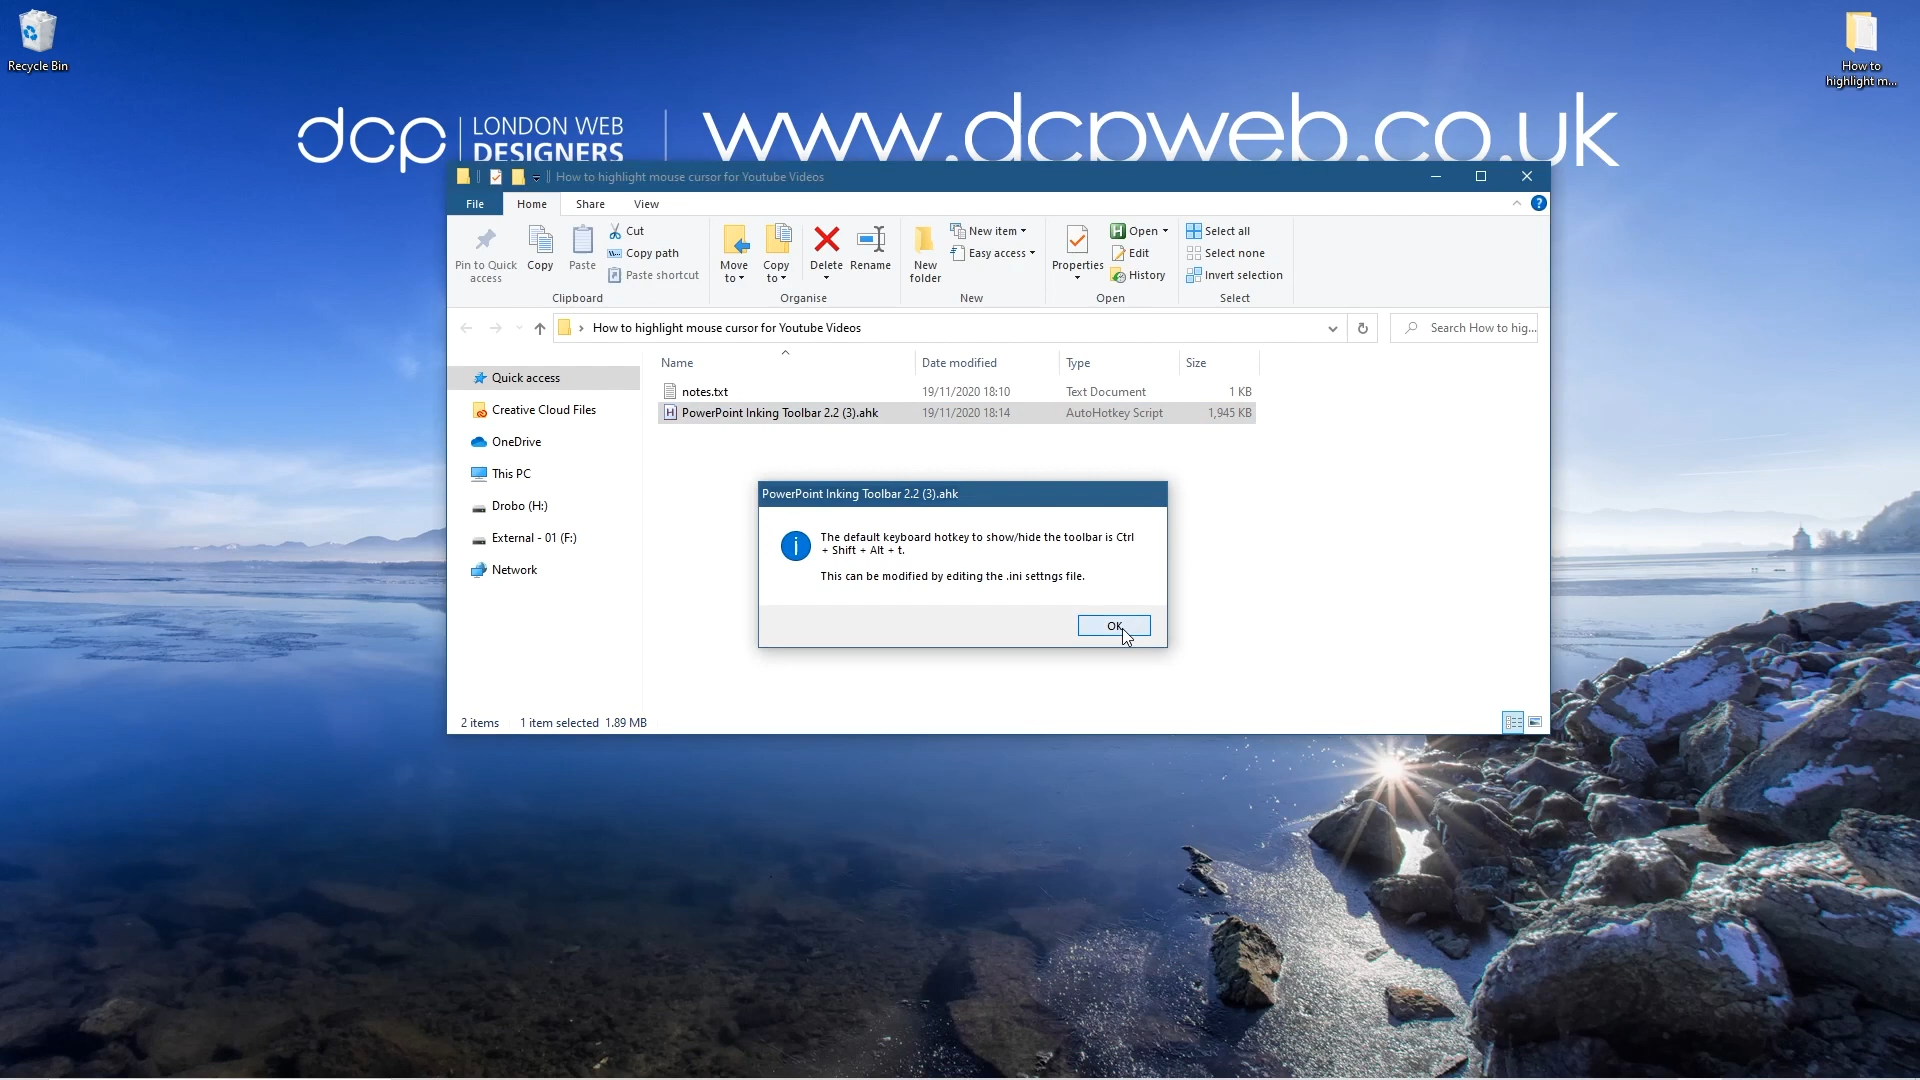 Recycle Bin
How to
highlight m...
dcp | LONDON WEB
DESIGNERS
www.dcpweb.co.uk
How to highlight mouse cursor for Youtube Videos
File Home Share View
Pin to Quick
access
Copy
Paste
Cut
Copy path
Paste shortcut
Clipboard
Move
to
Copy
to
Delete
Rename
Organise
New
folder
New item
Easy access
New
Properties
Open
Edit
History
Open
Select all
Select none
Invert selection
Select
How to highlight mouse cursor for Youtube Videos
Search How to hig...
Quick access
Creative Cloud Files
OneDrive
This PC
Drobo (H:)
External - 01 (F:)
Network
Name Date modified Type Size
notes.txt 19/11/2020 18:10 Text Document 1 KB
PowerPoint Inking Toolbar 2.2 (3).ahk 19/11/2020 18:14 AutoHotkey Script 1,945 KB
PowerPoint Inking Toolbar 2.2 (3).ahk
The default keyboard hotkey to show/hide the toolbar is Ctrl
+ Shift + Alt + t.
This can be modified by editing the .ini settngs file.
OK
2 items 1 item selected 1.89 MB